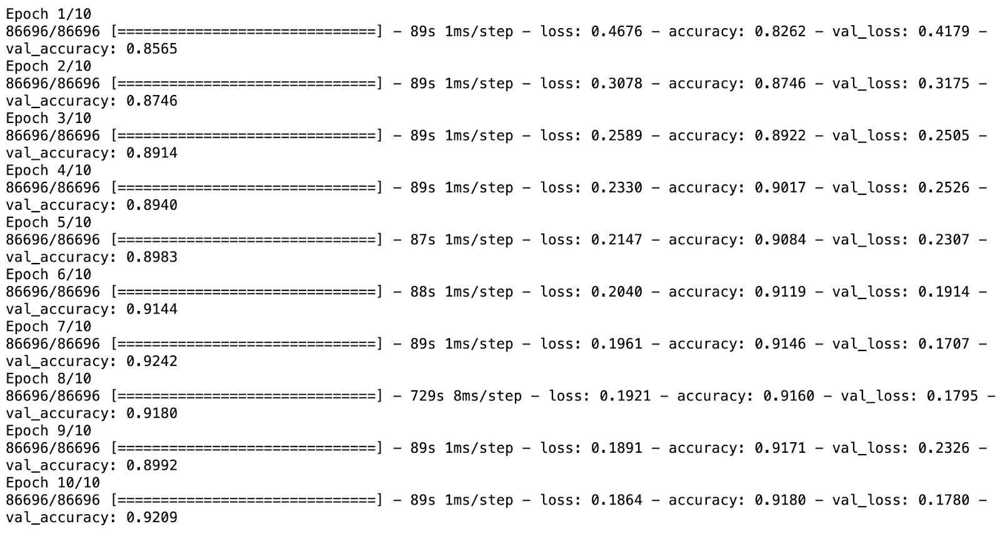 Epoch 1/10
86696/86696 [==============================] - 89s 1ms/step - loss: 0.4676 - accuracy: 0.8262 - val_loss: 0.4179 -
val_accuracy: 0.8565
Epoch 2/10
86696/86696 [==============================] - 89s 1ms/step - loss: 0.3078 - accuracy: 0.8746 - val_loss: 0.3175 -
val_accuracy: 0.8746
Epoch 3/10
86696/86696 [==============================] - 89s 1ms/step - loss: 0.2589 - accuracy: 0.8922 - val_loss: 0.2505 -
val_accuracy: 0.8914
Epoch 4/10
86696/86696 [==============================] - 89s 1ms/step - loss: 0.2330 - accuracy: 0.9017 - val_loss: 0.2526 -
val_accuracy: 0.8940
Epoch 5/10
86696/86696 [==============================] - 87s 1ms/step - loss: 0.2147 - accuracy: 0.9084 - val_loss: 0.2307 -
val_accuracy: 0.8983
Epoch 6/10
86696/86696 [==============================] - 88s 1ms/step - loss: 0.2040 - accuracy: 0.9119 - val_loss: 0.1914 -
val_accuracy: 0.9144
Epoch 7/10
86696/86696 [==============================] - 89s 1ms/step - loss: 0.1961 - accuracy: 0.9146 - val_loss: 0.1707 -
val_accuracy: 0.9242
Epoch 8/10
86696/86696 [==============================] - 729s 8ms/step - loss: 0.1921 - accuracy: 0.9160 - val_loss: 0.1795 -
val_accuracy: 0.9180
Epoch 9/10
86696/86696 [==============================] - 89s 1ms/step - loss: 0.1891 - accuracy: 0.9171 - val_loss: 0.2326 -
val_accuracy: 0.8992
Epoch 10/10
86696/86696 [==============================] - 89s 1ms/step - loss: 0.1864 - accuracy: 0.9180 - val_loss: 0.1780 -
val_accuracy: 0.9209